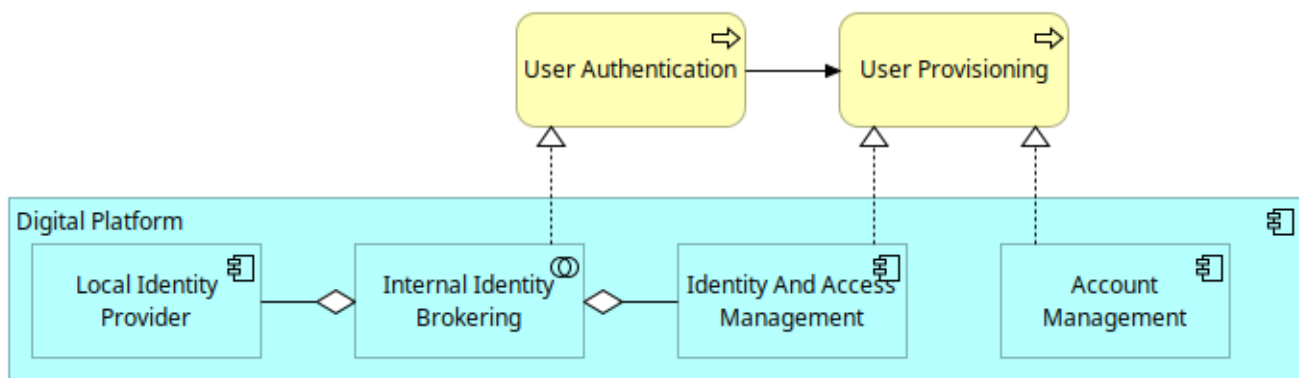 User Authentication
User Provisioning
Digital Platform
Local Identity
Provider
Internal Identity
Brokering
Identity And Access
Management
Account
Management